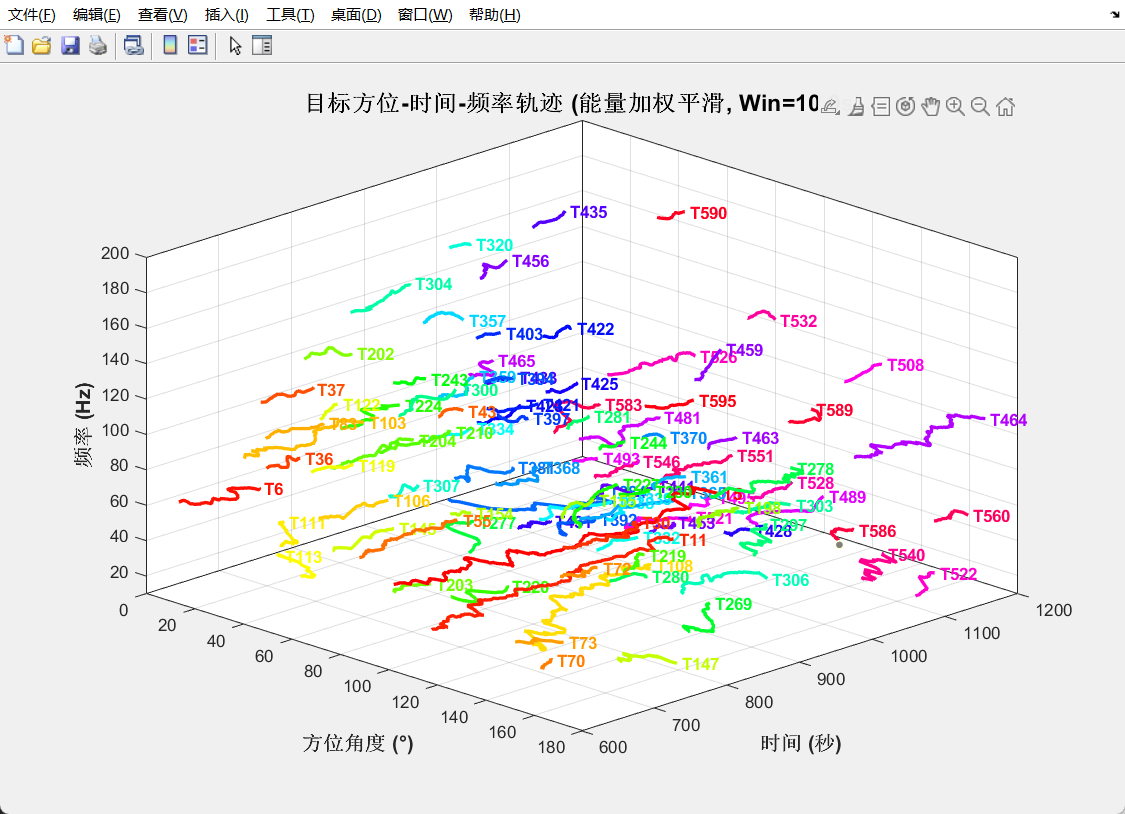 文件(F) 编辑(E) 查看(V) 插入(I) 工具(T) 桌面(D) 窗口(W) 帮助(H)
目标方位-时间-频率轨迹 (能量加权平滑, Win=10
T435
T590
T320
T456
T304
T357
T532
T403
T422
T202
T526
T459
T465
T508
T243
T433
T425
T37
T300
T122
T224
T583
T595
T589
T43
T421
T397
T281
T481
T464
T103
T204
T210
T244
T370
T463
T493
T546
T551
T36
T119
T368
T278
T361
T528
T6
T307
T489
T106
T303
T560
T111
T277
T392
T428
T586
T11
T113
T219
T540
T72
T108
T280
T306
T522
T203
T220
T269
T73
T70
T147
200
180
160
140
120
100
80
60
40
20
频率 (Hz)
0
20
40
60
80
100
120
140
160
180
方位角度 (°)
600
700
800
900
1000
1100
1200
时间 (秒)